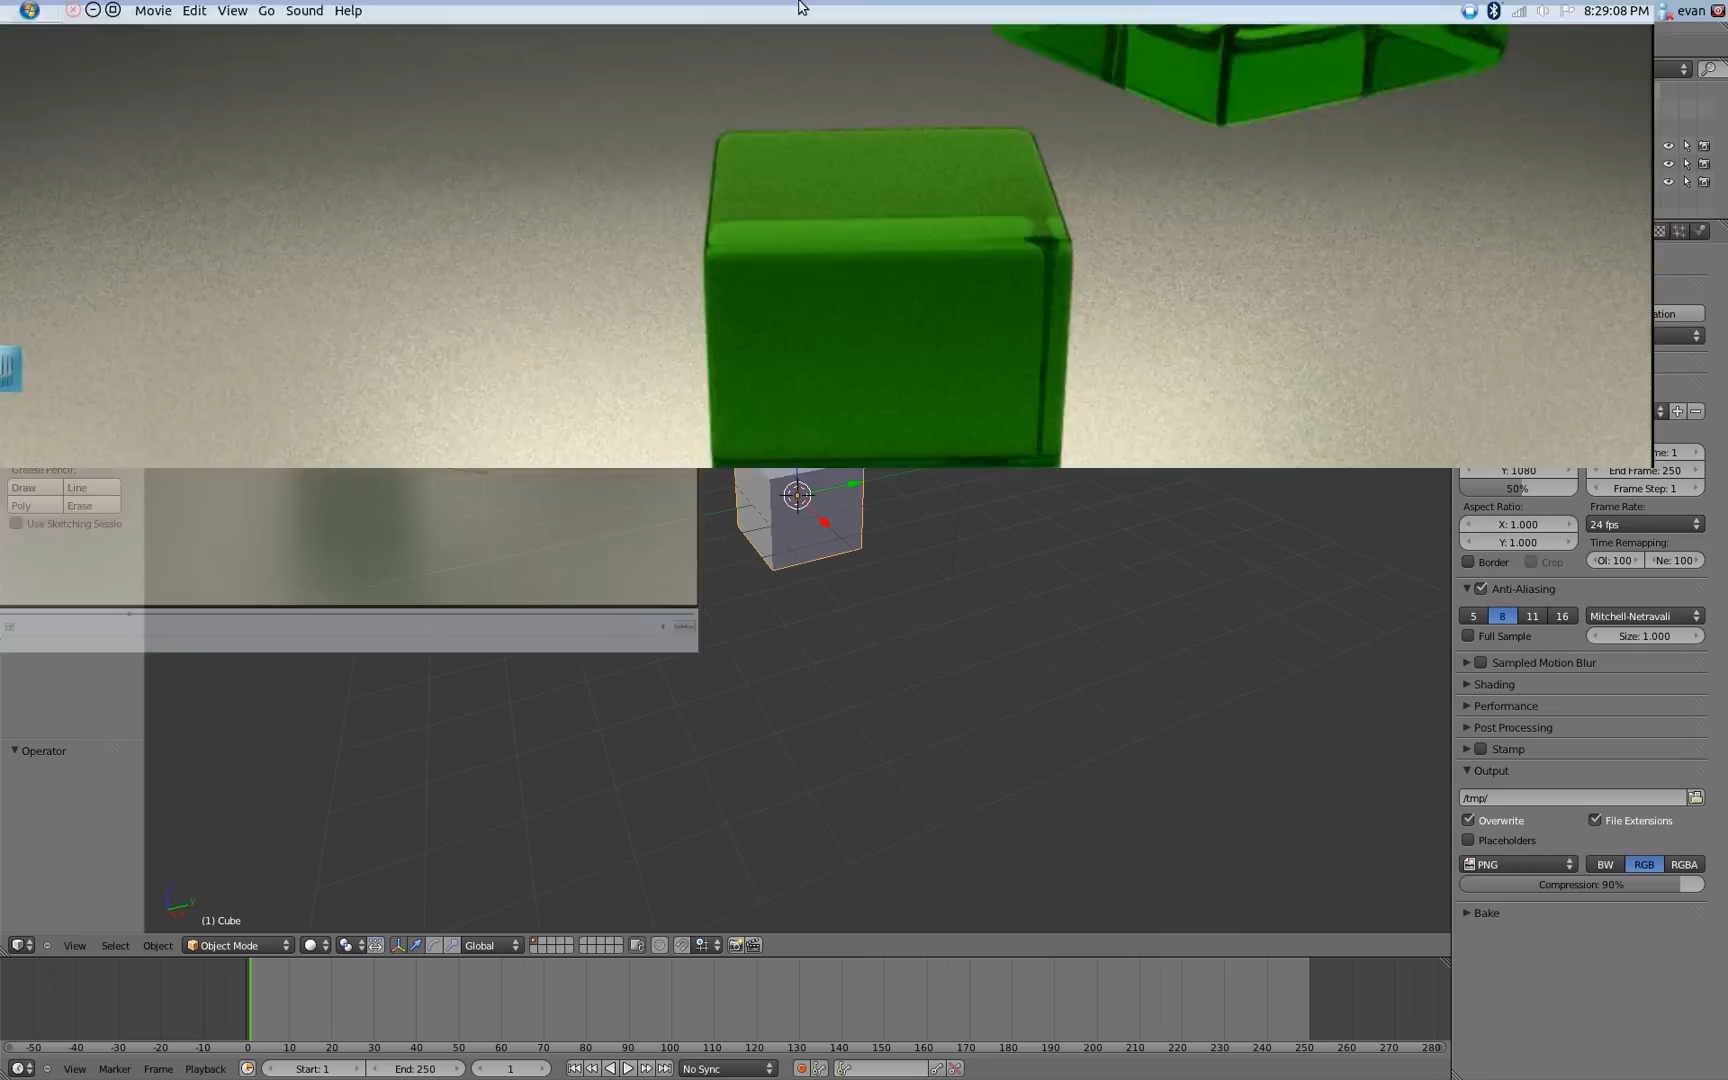 Movie Edit View Go Sound Help 8:29:08 PM evan
ation
Grease Pencil:
Draw Line
Poly Erase
Use Sketching Sessio
Operator
(1) Cube
View Select Object Object Mode Global
Y: 1080
50%
Aspect Ratio:
X: 1.000
Y: 1.000
Border Crop
me: 1
End Frame: 250
Frame Step: 1
Frame Rate:
24 fps
Time Remapping:
Ol: 100 Ne: 100
Anti-Aliasing
5 8 11 16 Mitchell-Netravali
Full Sample Size: 1.000
Sampled Motion Blur
Shading
Performance
Post Processing
Stamp
Output
/tmp/
Overwrite File Extensions
Placeholders
PNG BW RGB RGBA
Compression: 90%
Bake
-50 -40 -30 -20 -10 0 10 20 30 40 50 60 70 80 90 100 110 120 130 140 150 160 170 180 190 200 210 220 230 240 250 260 270 280
View Marker Frame Playback Start: 1 End: 250 1 No Sync